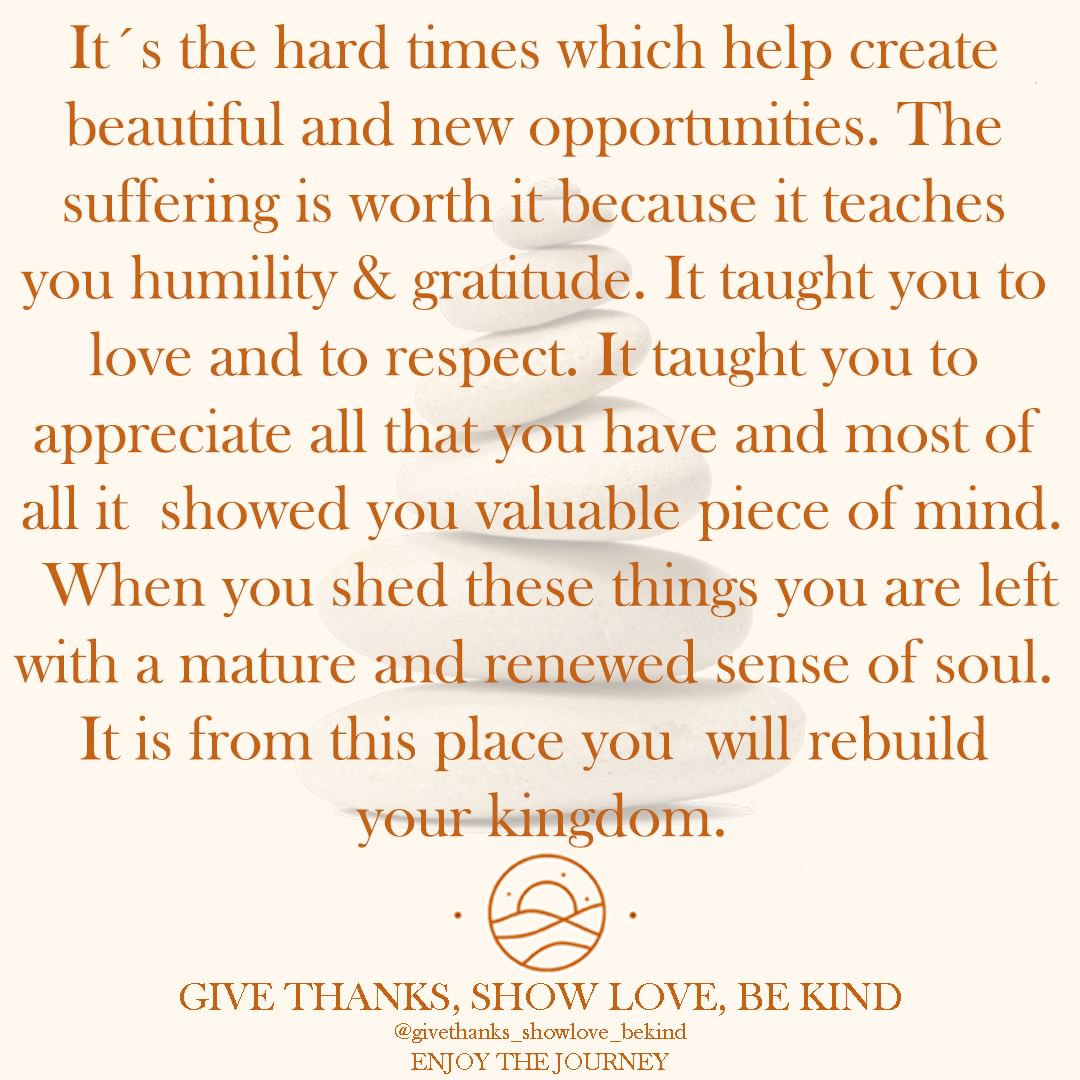 It´s the hard times which help create
beautiful and new opportunities. The
suffering is worth it because it teaches
you humility & gratitude. It taught you to
love and to respect. It taught you to
appreciate all that you have and most of
all it  showed you valuable piece of mind.
When you shed these things you are left
with a mature and renewed sense of soul.
It is from this place you  will rebuild
your kingdom.
GIVE THANKS, SHOW LOVE, BE KIND
@givethanks_showlove_bekind
ENJOY THE JOURNEY